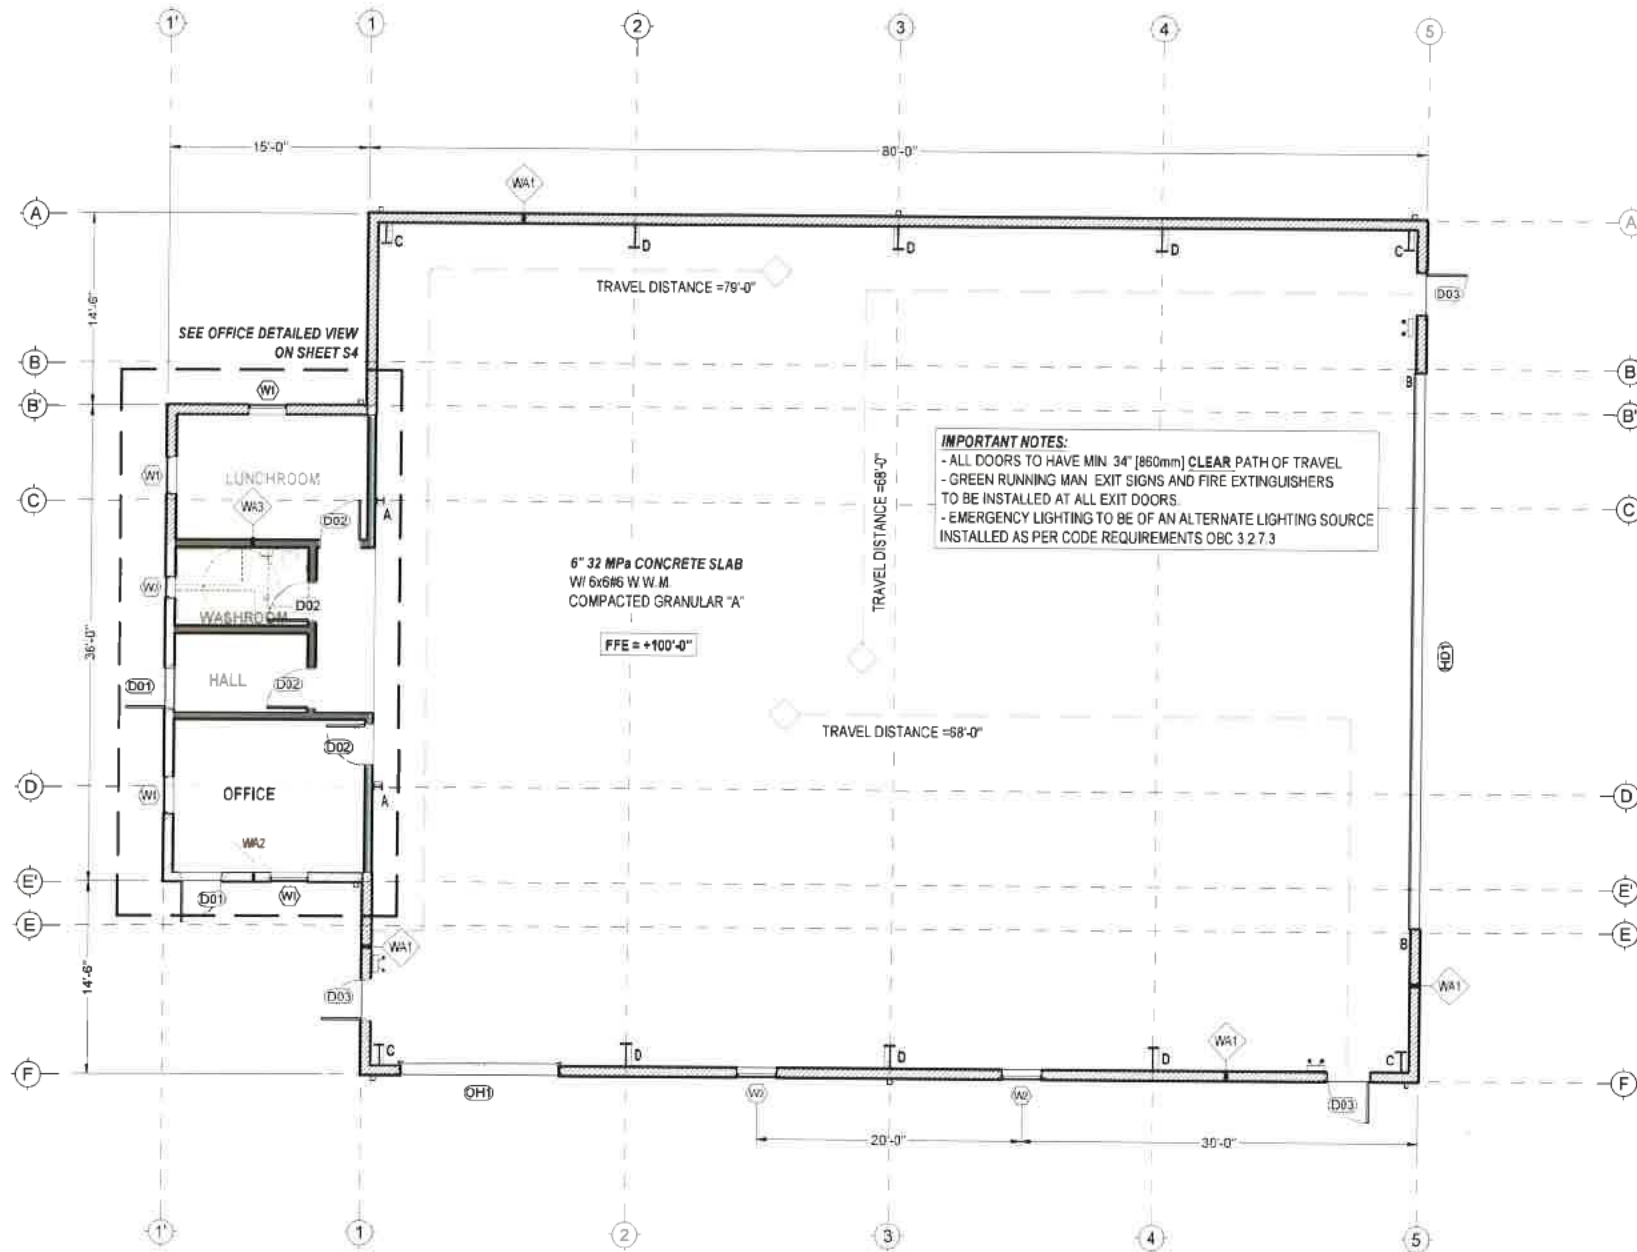 1'
1
2
3
4
5
15'-0"
80'-0"
WA1
A
A
C
D
D
D
C
TRAVEL DISTANCE =79'-0"
D03
14'-6"
SEE OFFICE DETAILED VIEW
ON SHEET S4
B
B
B
W1
B'
B'
IMPORTANT NOTES:
- ALL DOORS TO HAVE MIN 34" [860mm] CLEAR PATH OF TRAVEL
- GREEN RUNNING MAN EXIT SIGNS AND FIRE EXTINGUISHERS
TO BE INSTALLED AT ALL EXIT DOORS.
- EMERGENCY LIGHTING TO BE OF AN ALTERNATE LIGHTING SOURCE
INSTALLED AS PER CODE REQUIREMENTS OBC 3.2.7.3
W1
LUNCHROOM
TRAVEL DISTANCE =68'-0"
C
C
WA3
D02
A
6" 32 MPa CONCRETE SLAB
W/ 6x6#6 W.W.M.
COMPACTED GRANULAR "A"
D02
WASHROOM
FFE = +100'-0"
36'-0"
HD1
HALL
D02
D01
TRAVEL DISTANCE =68'-0"
D02
D
D
W1
OFFICE
A
WA2
E'
E'
D01
W1
E
E
WA1
B
14'-6"
D03
WA1
WA1
C
D
D
D
C
F
F
OH1
W2
W2
D03
20'-0"
30'-0"
1'
1
2
3
4
5